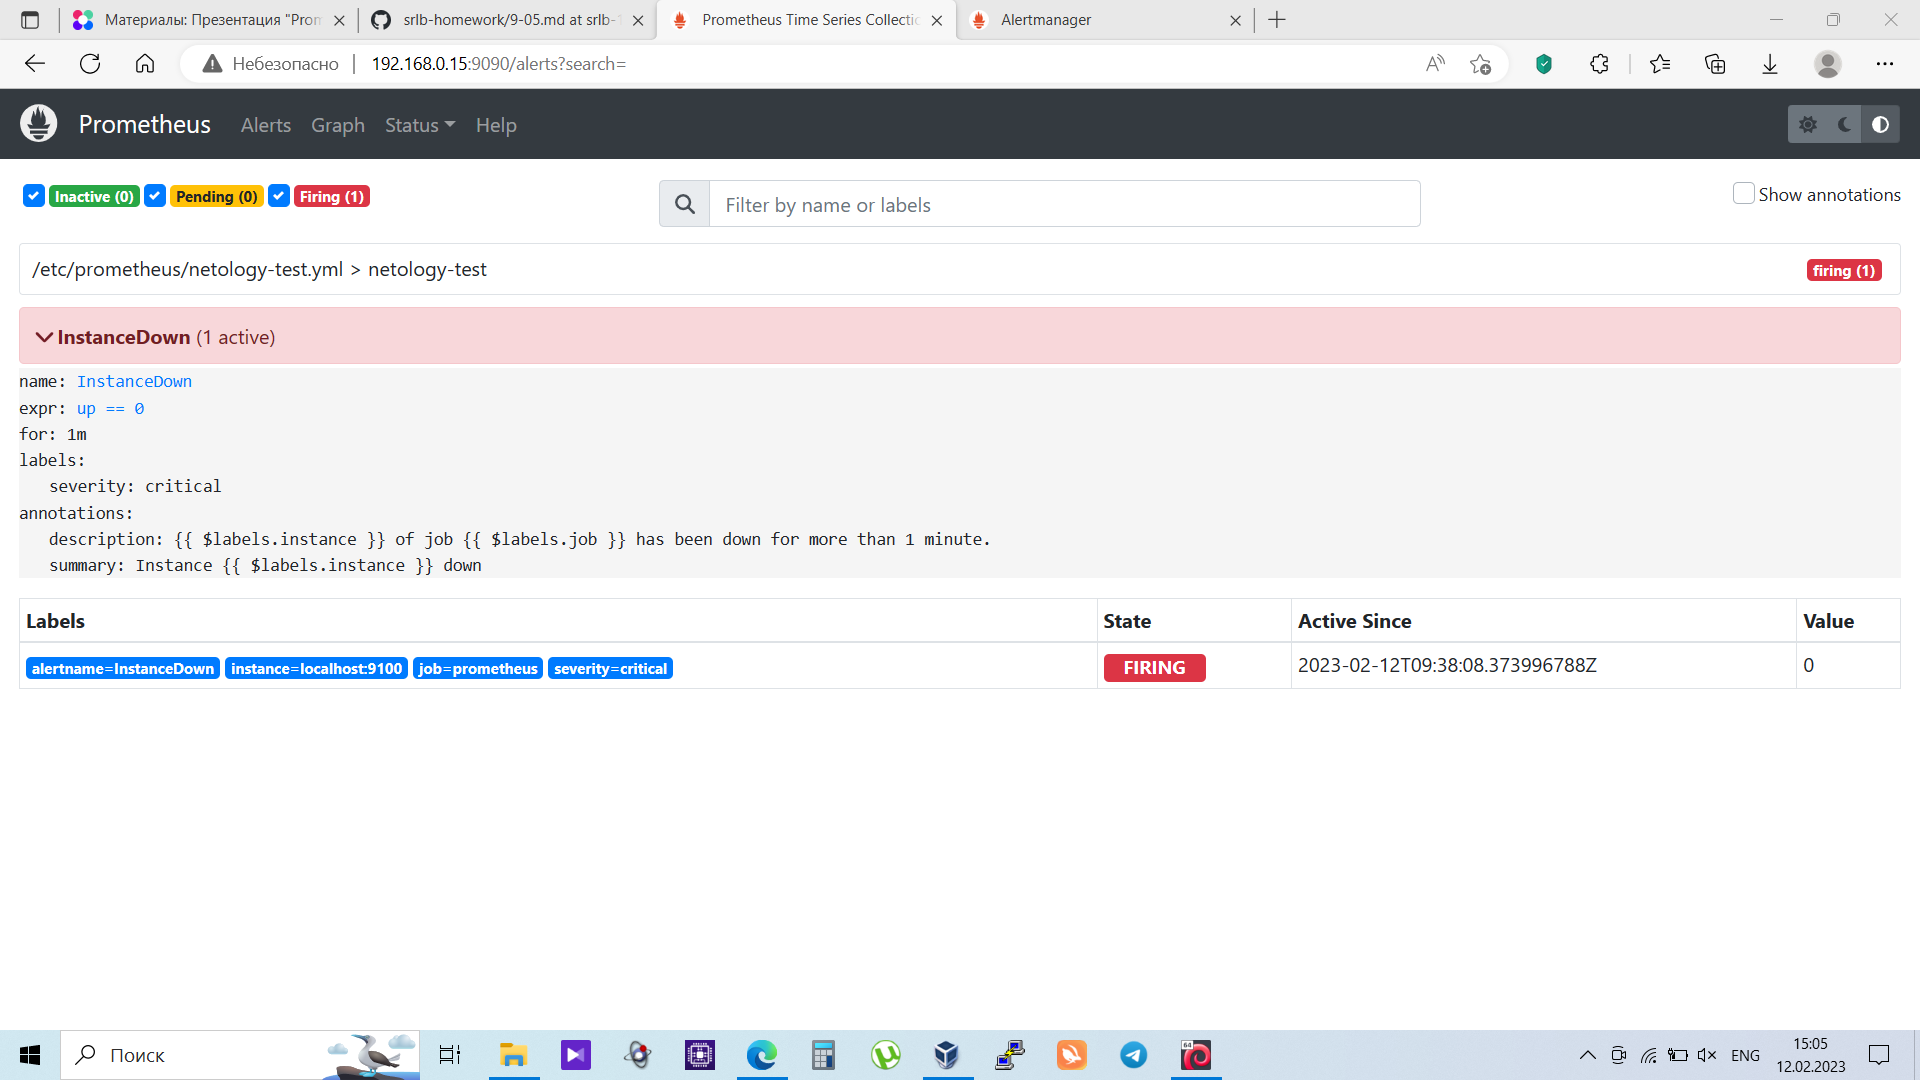 Материалы: Презентация "Prom
srlb-homework/9-05.md at srlb-
Prometheus Time Series Collectio
Alertmanager
Небезопасно
192.168.0.15:9090/alerts?search=
Prometheus
Alerts
Graph
Status
Help
Inactive (0)
Pending (0)
Firing (1)
Filter by name or labels
Show annotations
/etc/prometheus/netology-test.yml > netology-test
firing (1)
InstanceDown (1 active)
name: InstanceDown
expr: up == 0
for: 1m
labels:
severity: critical
annotations:
description: {{ $labels.instance }} of job {{ $labels.job }} has been down for more than 1 minute.
summary: Instance {{ $labels.instance }} down
Labels
State
Active Since
Value
alertname=InstanceDown
instance=localhost:9100
job=prometheus
severity=critical
FIRING
2023-02-12T09:38:08.373996788Z
0
Поиск
64
ENG
15:05
12.02.2023